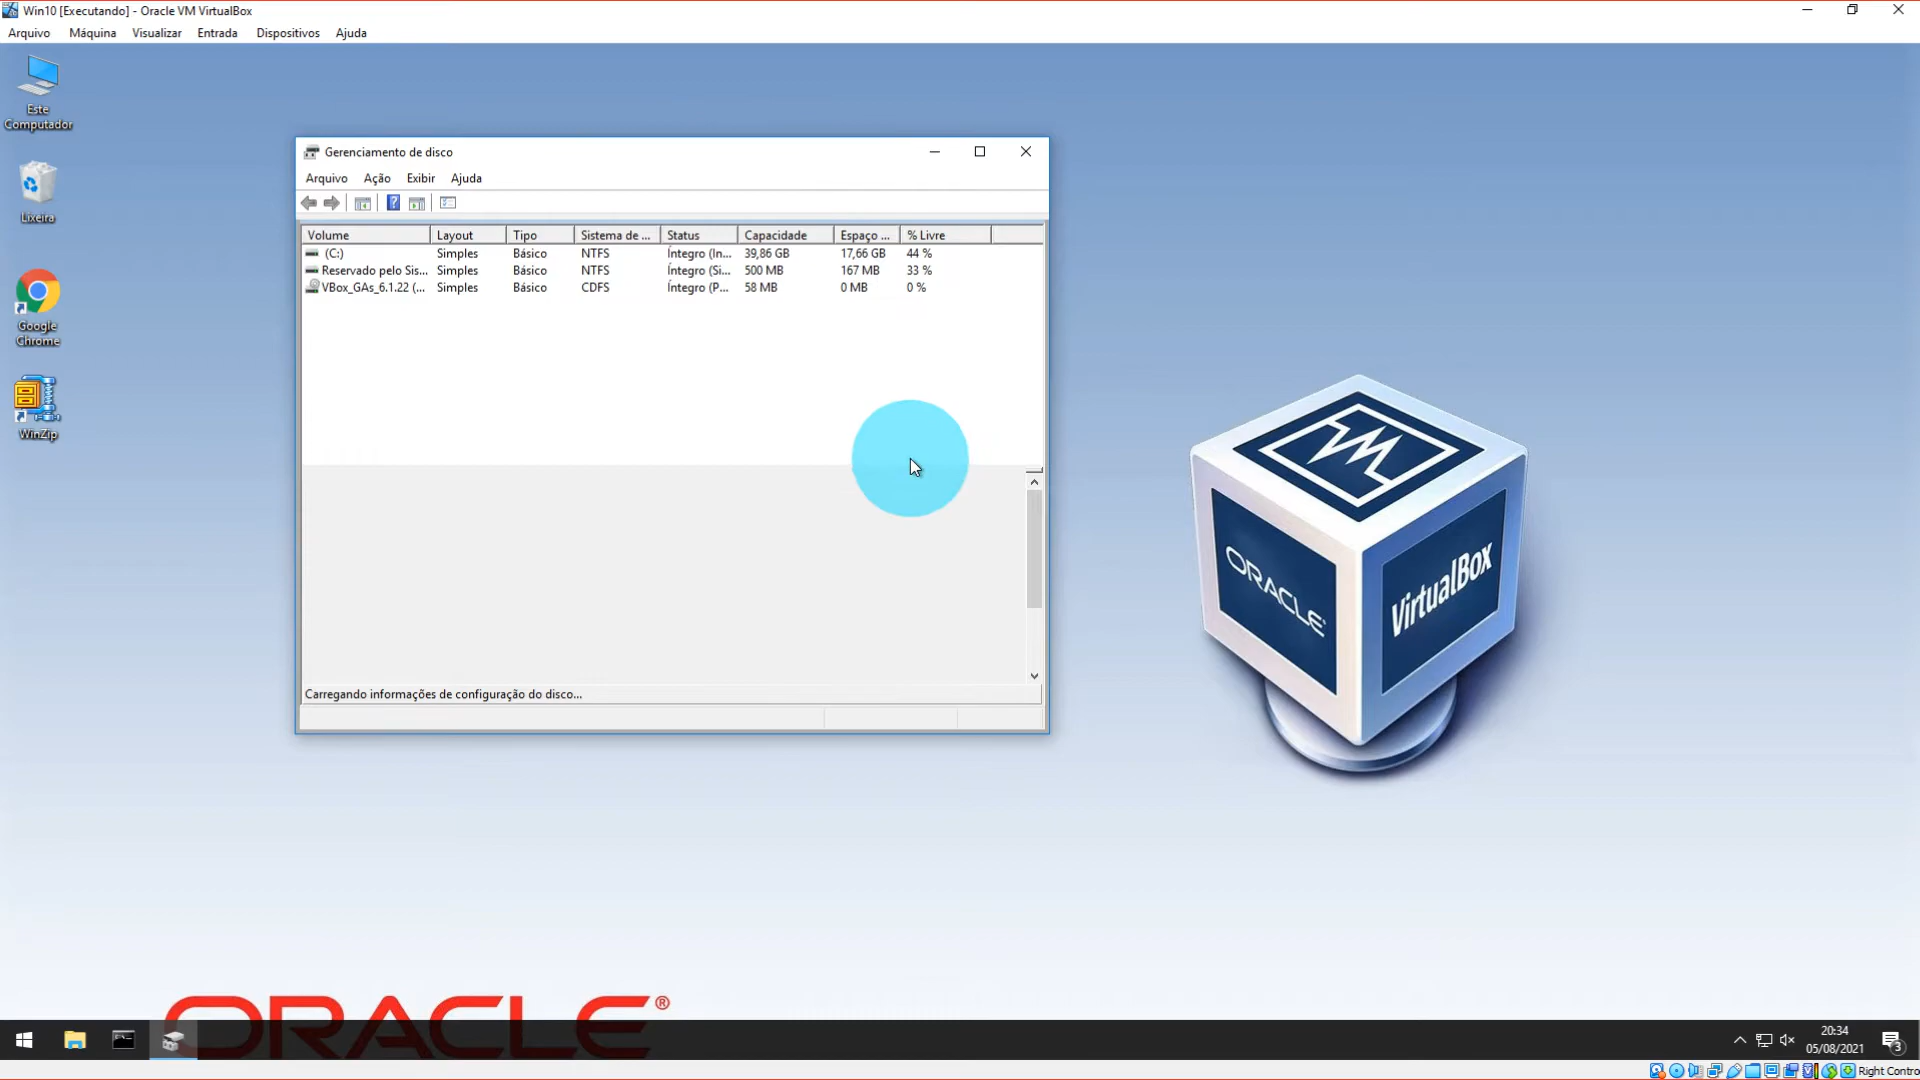 Win10 [Executando] - Oracle VM VirtualBox
Arquivo Máquina Visualizar Entrada Dispositivos Ajuda
Este Computador
Lixeira
Google Chrome
WinZip
Gerenciamento de disco
Arquivo Ação Exibir Ajuda
Volume Layout Tipo Sistema de ... Status Capacidade Espaço ... % Livre
(C:) Simples Básico NTFS Íntegro (In... 39,86 GB 17,66 GB 44 %
Reservado pelo Sis... Simples Básico NTFS Íntegro (Si... 500 MB 167 MB 33 %
VBox_GAs_6.1.22 (... Simples Básico CDFS Íntegro (P... 58 MB 0 MB 0 %
Carregando informações de configuração do disco...
ORACLE
VirtualBox
ORACLE®
20:34
05/08/2021
3
Right Contro